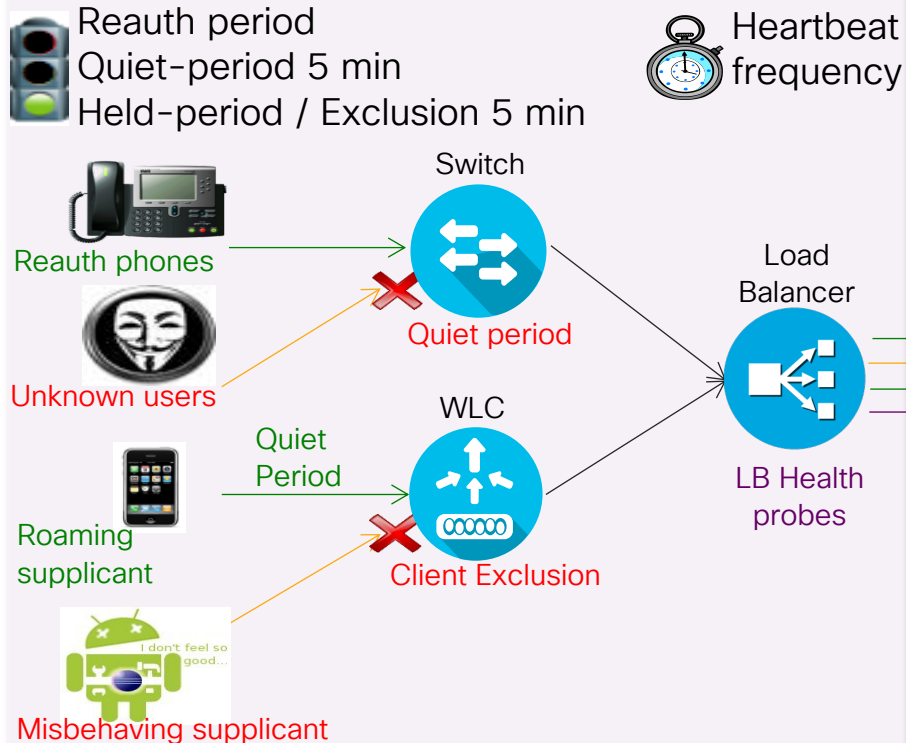 Reauth period
Quiet-period 5 min
Held-period / Exclusion 5 min
Heartbeat
frequency
Switch
Reauth phones
Quiet period
Unknown users
Load
Balancer
WLC
Quiet
Period
LB Health
probes
Roaming
supplicant
Client Exclusion
I don't feel so
good...
Misbehaving supplicant